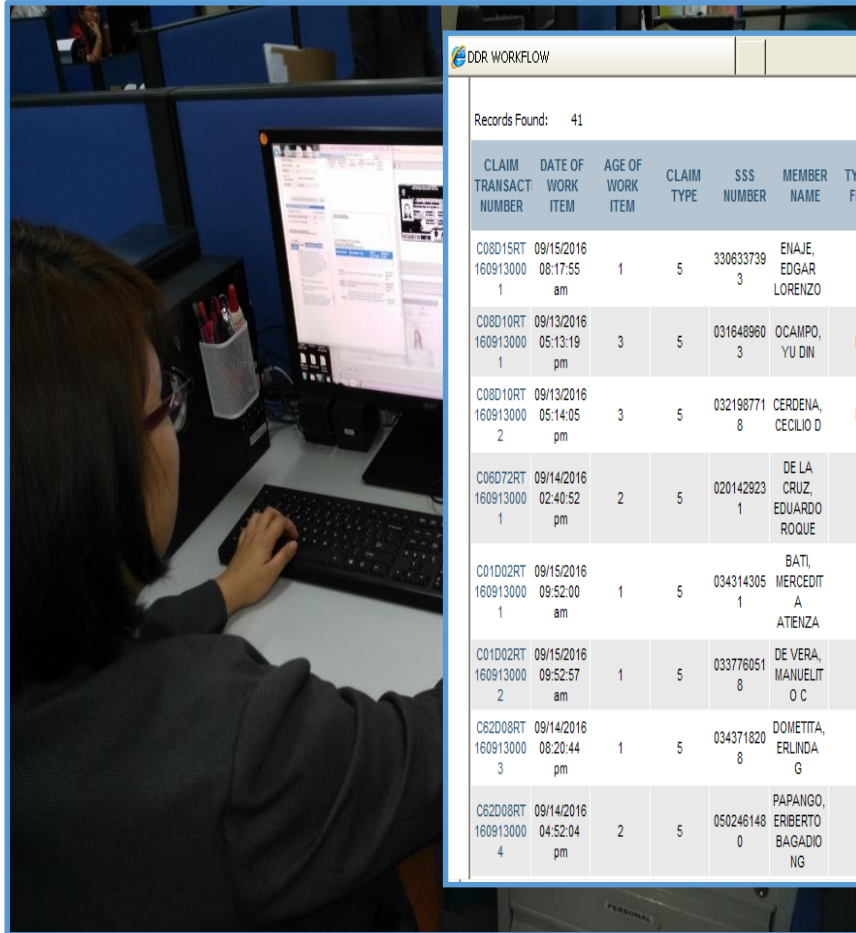 DDR WORKFLOW
Records Found: 41
CLAIM TRANSACTI NUMBER DATE OF WORK ITEM AGE OF WORK ITEM CLAIM TYPE SSS NUMBER MEMBER NAME
C08D15RT 09/15/2016 ENAJE,
160913000 08:17:55 1 5 330633739 EDGAR
1 am 3 LORENZO
C08D10RT 09/13/2016
160913000 05:13:19 3 5 031648960 OCAMPO,
1 pm 3 YU DIN
C08D10RT 09/13/2016
160913000 05:14:05 3 5 032198771 CERDENA,
2 pm 8 CECILIO D
DE LA
C06D72RT 09/14/2016 CRUZ,
160913000 02:40:52 2 5 020142923 EDUARDO
1 pm 1 ROQUE
BATI,
C01D02RT 09/15/2016 MERCEDIT
160913000 09:52:00 1 5 034314305 A
1 am 1 ATIENZA
C01D02RT 09/15/2016 DE VERA,
160913000 09:52:57 1 5 033776051 MANUELIT
2 am 8 O C
C62D08RT 09/14/2016 DOMETITA,
160913000 08:20:44 1 5 034371820 ERLINDA
3 pm 8 G
PAPANGO,
C62D08RT 09/14/2016 ERIBERTO
160913000 04:52:04 2 5 050246148 BAGADIO
4 pm 0 NG
PERSONAL